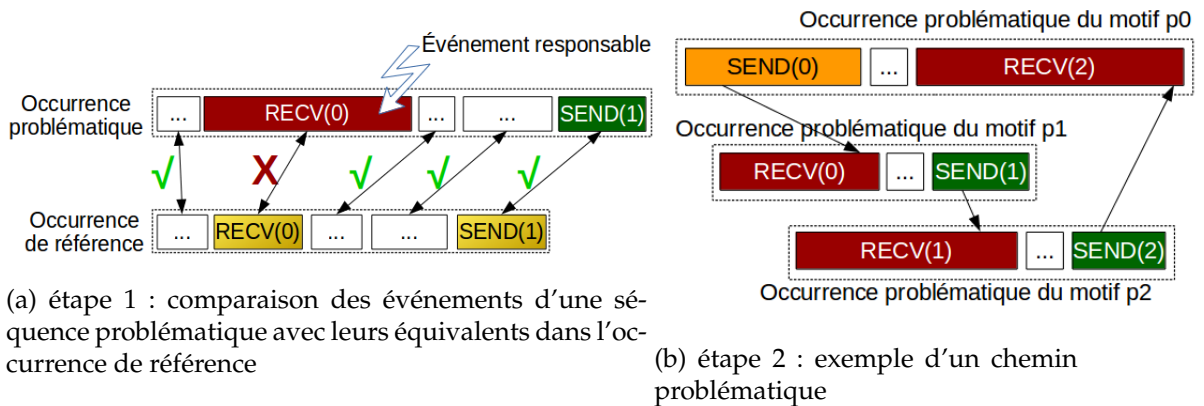 Événement responsable
Occurrence
problématique
... RECV(0) ... ... SEND(1)
√ X √ √ √
Occurrence
de référence
... RECV(0) ... ... SEND(1)
(a) étape 1 : comparaison des événements d'une sé-
quence problématique avec leurs équivalents dans l'oc-
currence de référence
Occurrence problématique du motif p0
SEND(0) ... RECV(2)
Occurrence problématique du motif p1
RECV(0) ... SEND(1)
RECV(1) ... SEND(2)
Occurrence problématique du motif p2
(b) étape 2 : exemple d'un chemin
problématique